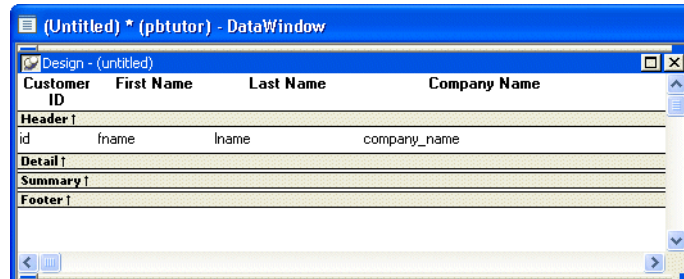 (Untitled) * (pbtutor) - DataWindow
Design - (untitled)
Customer ID First Name Last Name Company Name
Header ↑
id fname lname company_name
Detail ↑
Summary ↑
Footer ↑